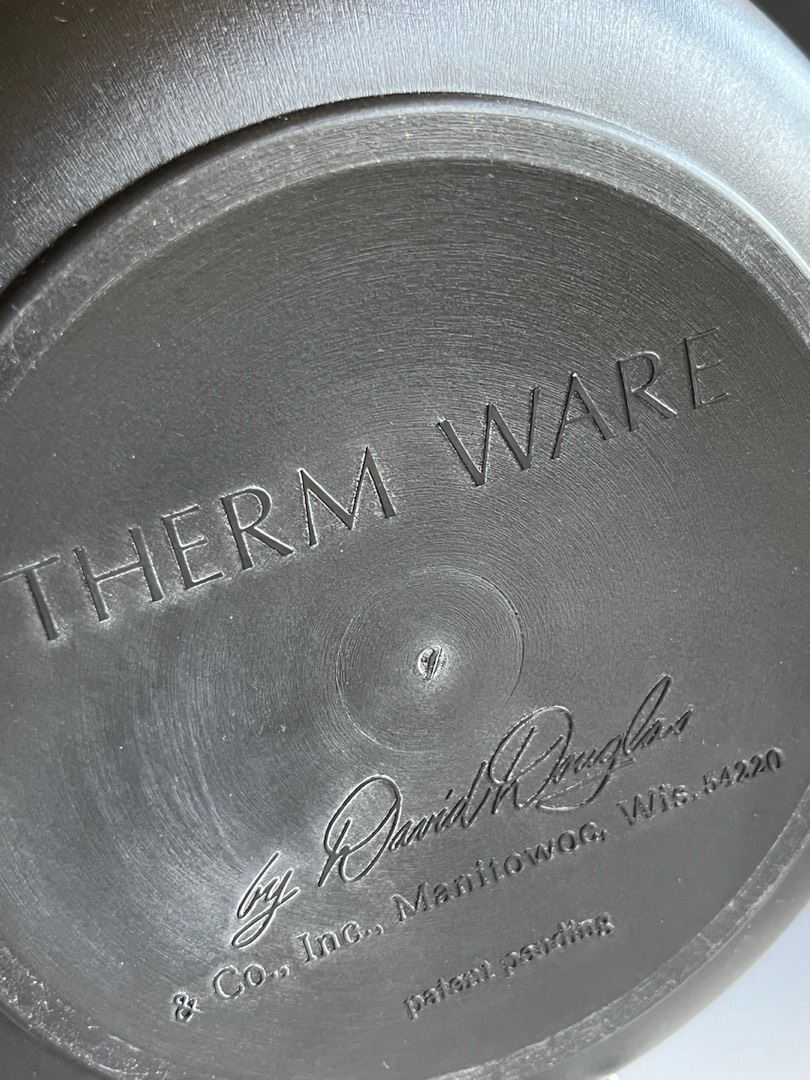 THERM WARE
by David Douglas
& Co., Inc., Manitowoc, Wis. 54220
patent pending